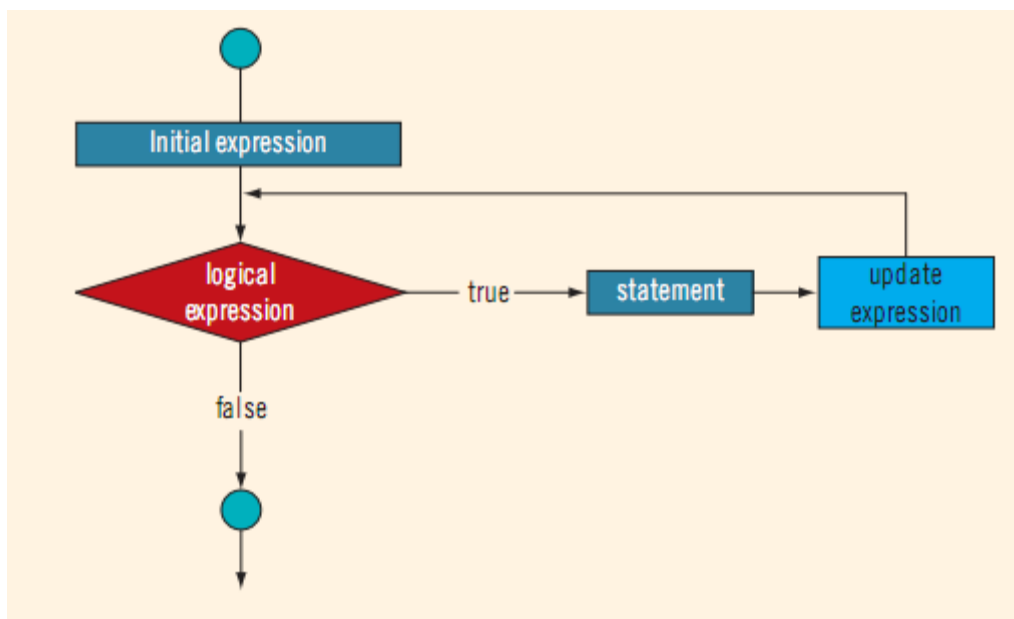 Initial expression
logical
expression
true
statement
update
expression
false